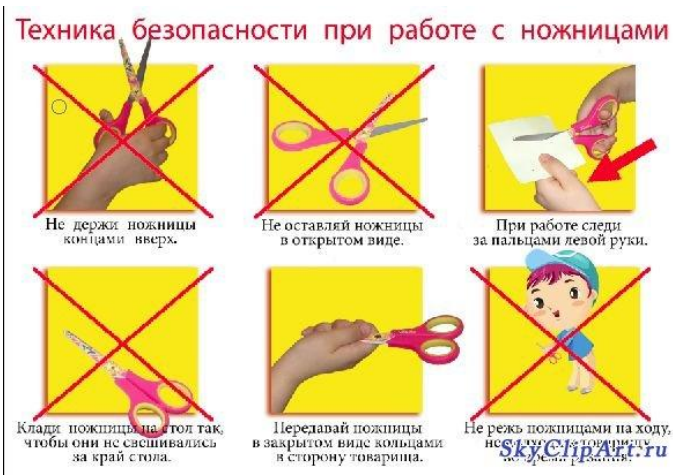 Техника безопасности при работе с ножницами
Не держи ножницы
концами вверх.
Не оставляй ножницы
в открытом виде.
При работе следи
за пальцами левой руки.
Клади ножницы на стол так,
чтобы они не свешивались
за край стола.
Передавай ножницы
в закрытом виде кольцами
в сторону товарища.
Не режь ножницами на ходу,
SkyClipArt.ru